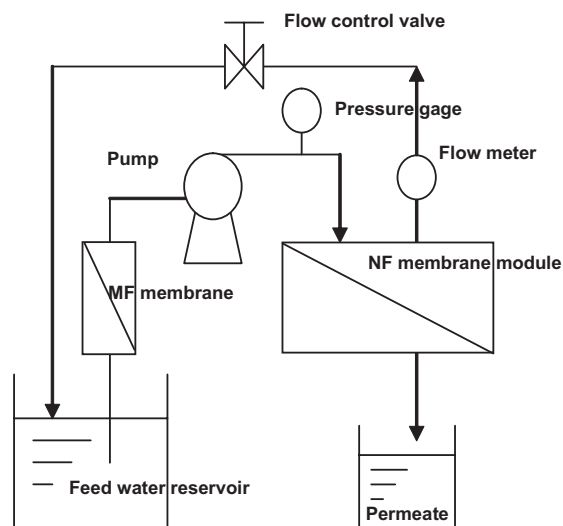 Flow control valve
Pressure gage
Flow meter
Pump
NF membrane module
MF membrane
Feed water reservoir
Permeate